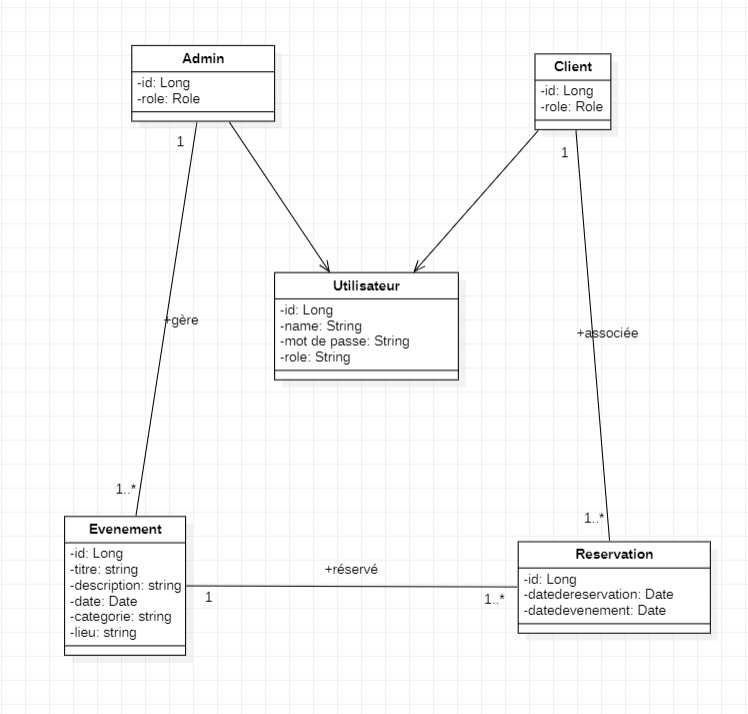 Admin
-id: Long
-role: Role
Client
-id: Long
-role: Role
1
1
Utilisateur
-id: Long
-name: String
-mot de passe: String
-role: String
+gère
+associée
1..*
1..*
Evenement
-id: Long
-titre: string
-description: string
-date: Date
-categorie: string
-lieu: string
+réservé
1
1..*
Reservation
-id: Long
-datedereservation: Date
-datedevenement: Date